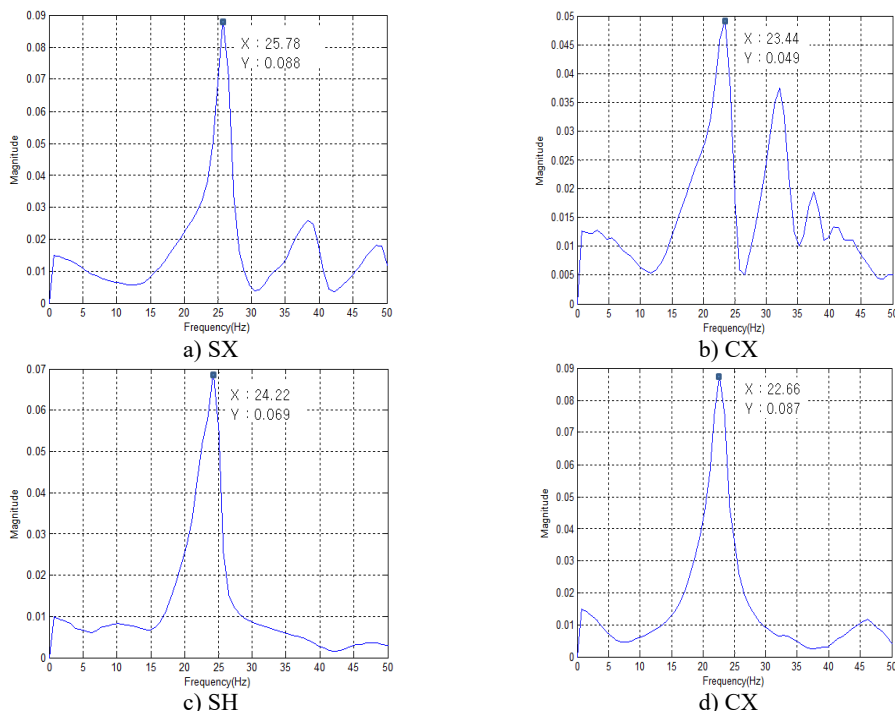 0.09
0.08
0.07
0.06
0.05
0.04
0.03
0.02
0.01
0
Magnitude
X : 25.78
Y : 0.088
0 5 10 15 20 25 30 35 40 45 50
Frequency(Hz)
a) SX
0.05
0.045
0.04
0.035
0.03
0.025
0.02
0.015
0.01
0.005
0
Magnitude
X : 23.44
Y : 0.049
0 5 10 15 20 25 30 35 40 45 50
Frequency(Hz)
b) CX
0.07
0.06
0.05
0.04
0.03
0.02
0.01
0
Magnitude
X : 24.22
Y : 0.069
0 5 10 15 20 25 30 35 40 45 50
Frequency(Hz)
c) SH
0.09
0.08
0.07
0.06
0.05
0.04
0.03
0.02
0.01
0
Magnitude
X : 22.66
Y : 0.087
0 5 10 15 20 25 30 35 40 45 50
Frequency(Hz)
d) CX